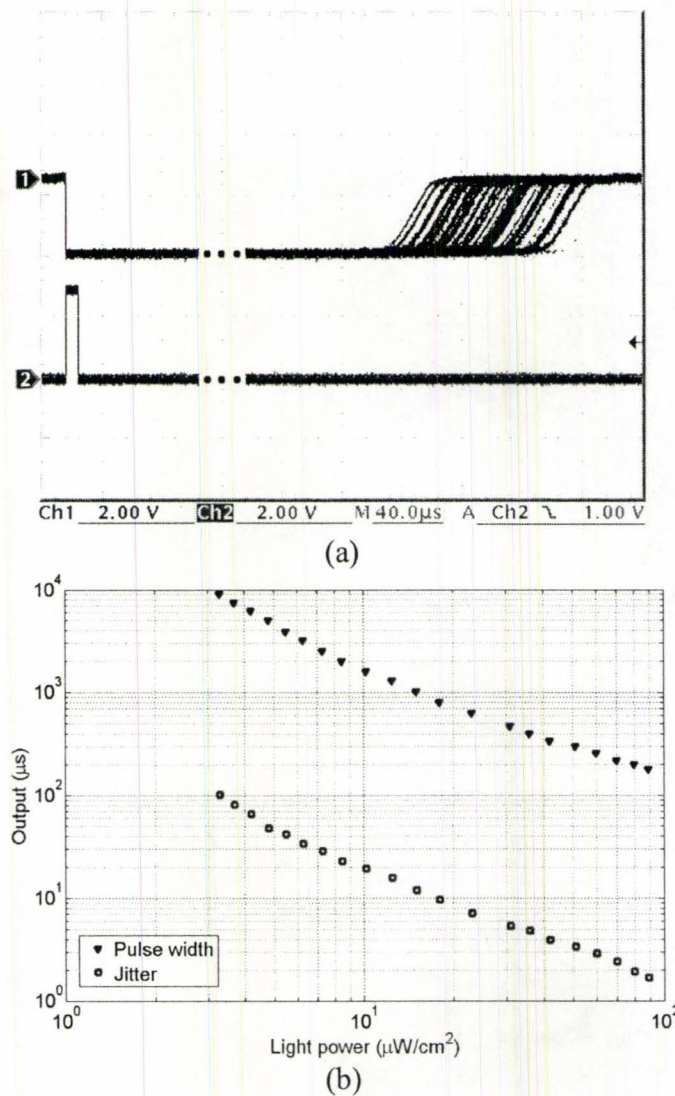 1
2
Ch1 2.00 V Ch2 2.00 V M 40.0µs A Ch2 1.00 V
(a)
10⁴
10³
10²
10¹
10⁰
Output (µs)
Pulse width
Jitter
10⁰ 10¹ 10²
Light power (µW/cm²)
(b)